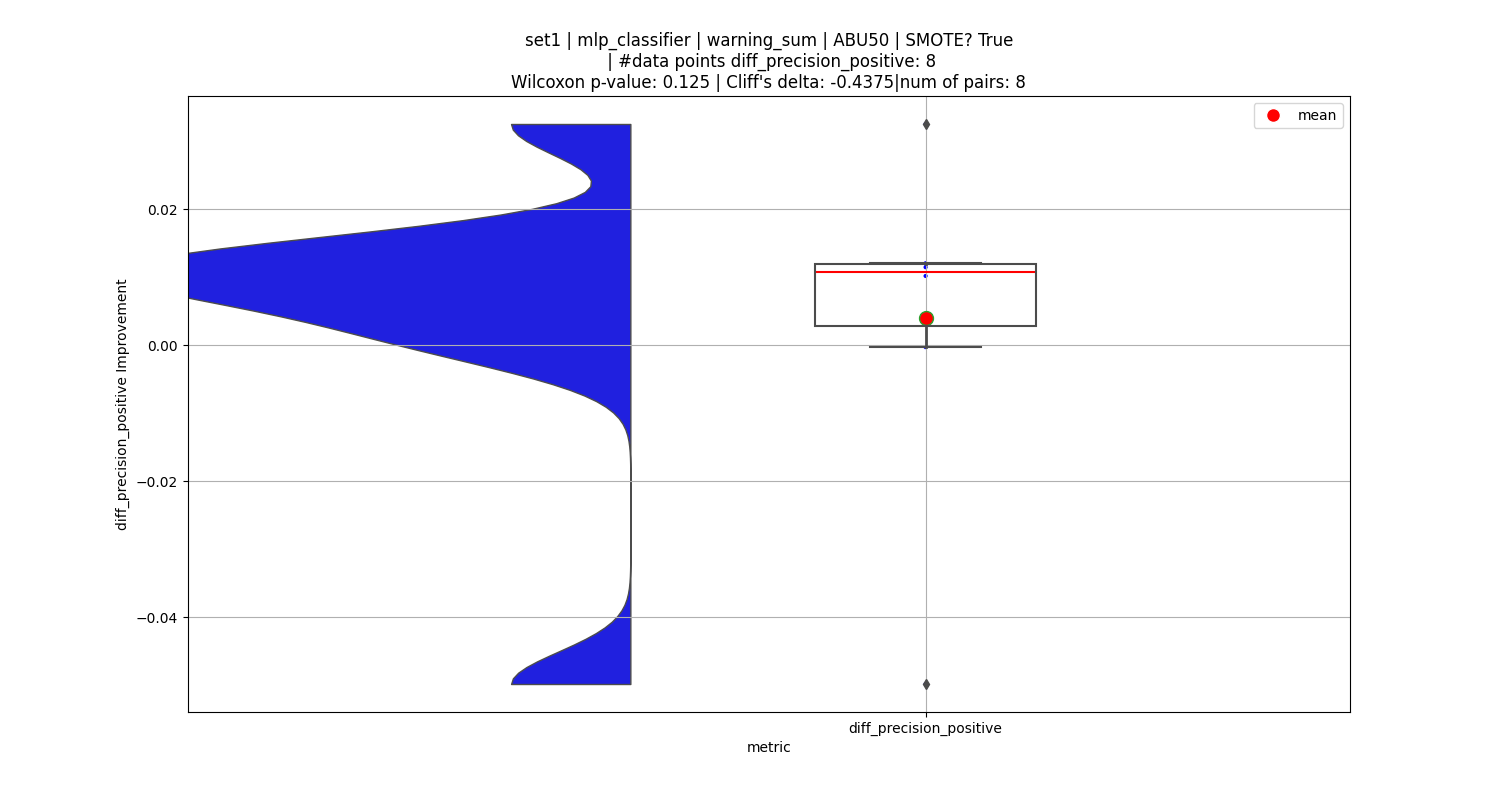 set1 | mlp_classifier | warning_sum | ABU50 | SMOTE? True
| #data points diff_precision_positive: 8
Wilcoxon p-value: 0.125 | Cliff's delta: -0.4375|num of pairs: 8
mean
0.02
0.00
−0.02
−0.04
diff_precision_positive Improvement
diff_precision_positive
metric